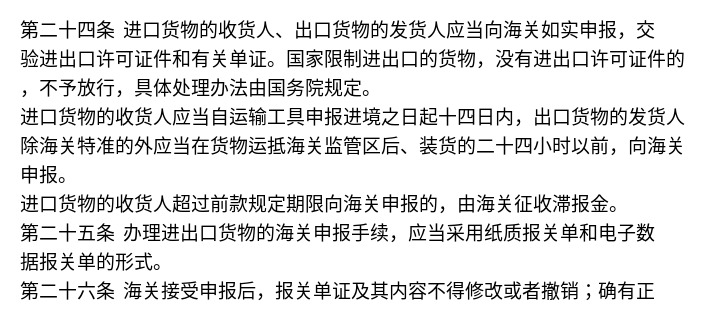 第二十四条 进口货物的收货人、出口货物的发货人应当向海关如实申报，交
验进出口许可证件和有关单证。国家限制进出口的货物，没有进出口许可证件的
，不予放行，具体处理办法由国务院规定。
进口货物的收货人应当自运输工具申报进境之日起十四日内，出口货物的发货人
除海关特准的外应当在货物运抵海关监管区后、装货的二十四小时以前，向海关
申报。
进口货物的收货人超过前款规定期限向海关申报的，由海关征收滞报金。
第二十五条 办理进出口货物的海关申报手续，应当采用纸质报关单和电子数
据报关单的形式。
第二十六条 海关接受申报后，报关单证及其内容不得修改或者撤销；确有正